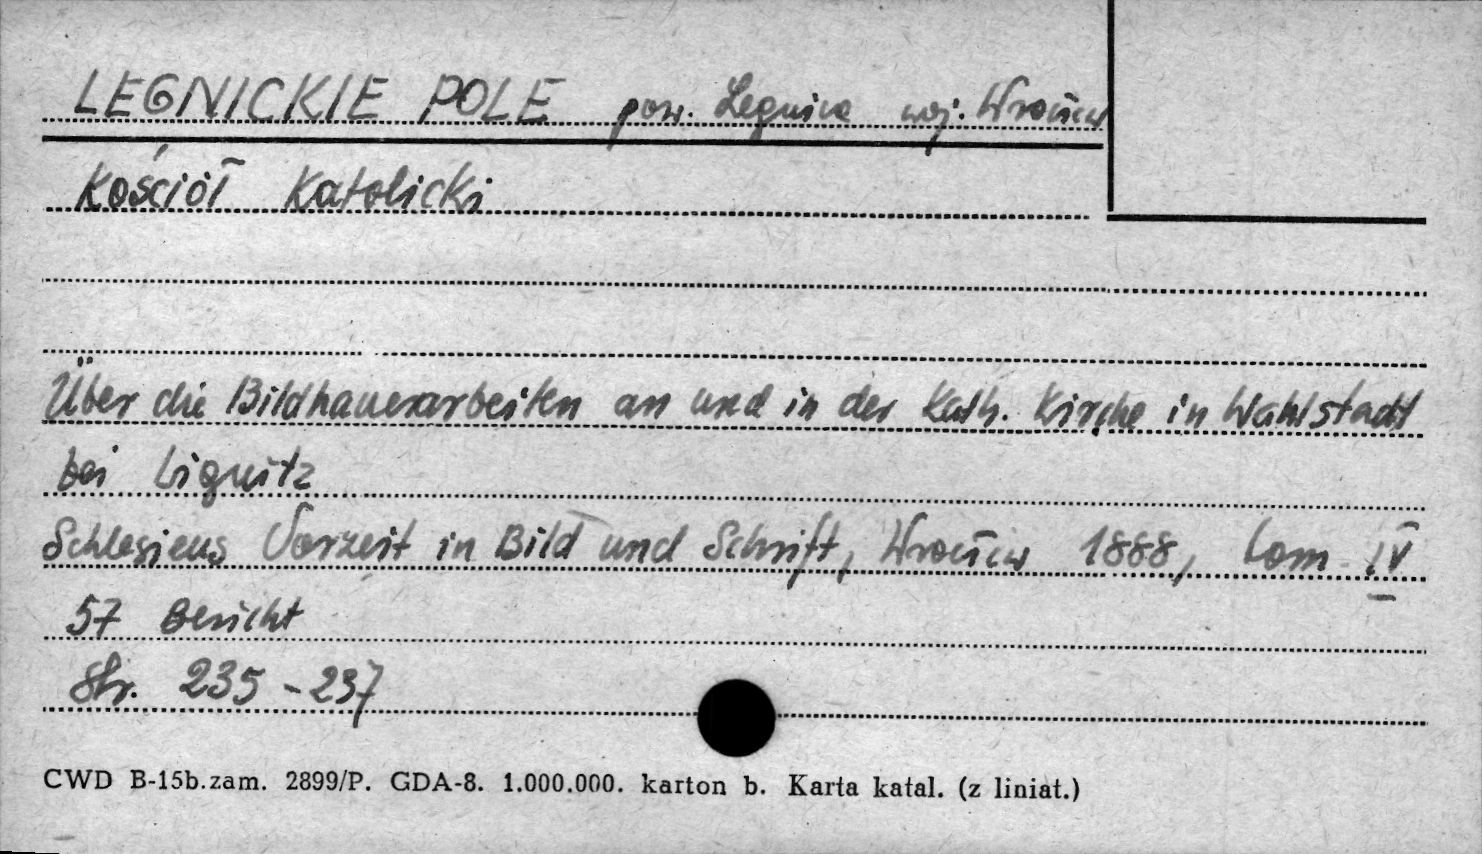 LEGNICKIE POLE pow. Legnica woj. Wrocław
Kościół Katolicki
Über die Bildhauerarbeiten an und in der Kath. Kirche in Wahlstadt
bei Lignitz
Schlesiens Vorzeit in Bild und Schrift, Wrocław 1888, tom IV
57 Bericht
Str. 235-237
CWD B-15b.zam. 2899/P. GDA-8. 1.000.000. karton b. Karta katal. (z liniat.)